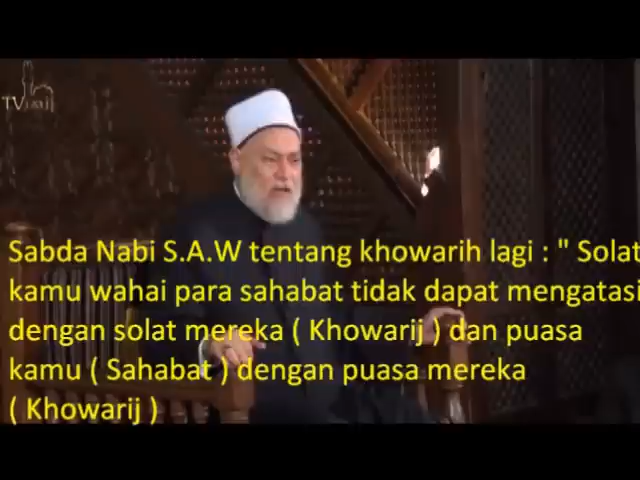 TV
Sabda Nabi S.A.W tentang khowarih lagi : " Solat
kamu wahai para sahabat tidak dapat mengatasi
dengan solat mereka ( Khowarij ) dan puasa
kamu ( Sahabat ) dengan puasa mereka
( Khowarij )